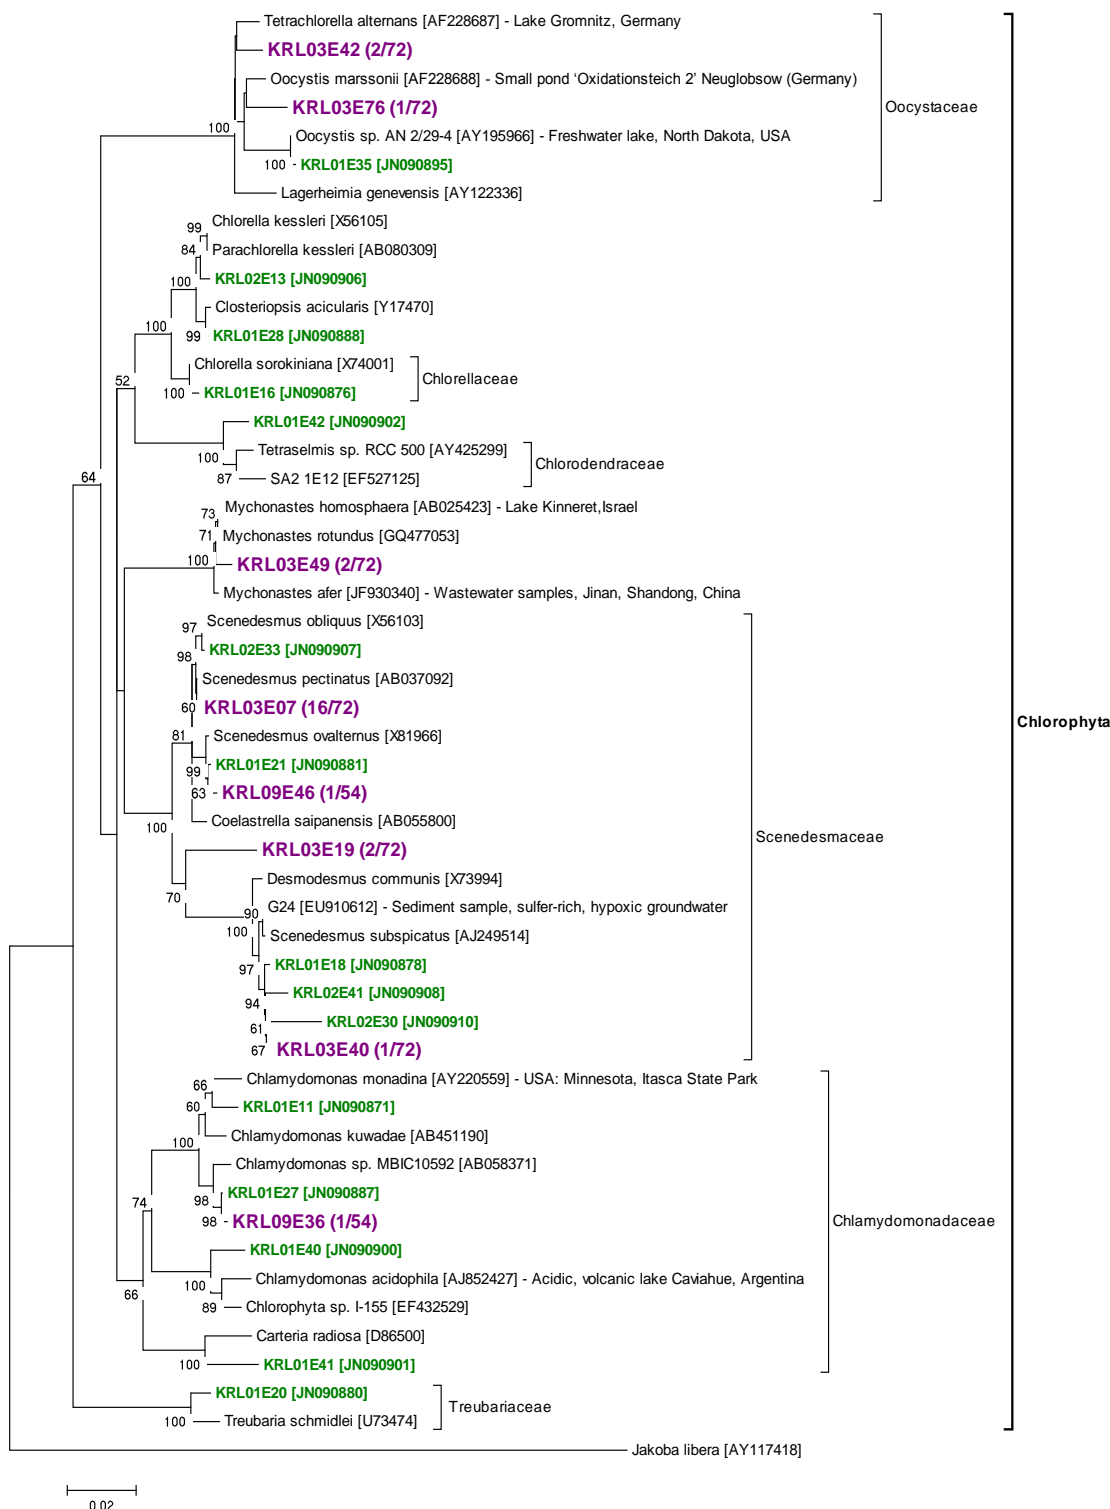 Tetrachlorella alternans [AF228687] - Lake Gromnitz, Germany
KRL03E42 (2/72)
Oocystis marssonii [AF228688] - Small pond ‘Oxidationsteich 2’ Neuglobsow (Germany)
KRL03E76 (1/72)
Oocystaceae
100
Oocystis sp. AN 2/29-4 [AY195966] - Freshwater lake, North Dakota, USA
100
KRL01E35 [JN090895]
Lagerheimia genevensis [AY122336]
Chlorella kessleri [X56105]
99
84
Parachlorella kessleri [AB080309]
KRL02E13 [JN090906]
100
Closteriopsis acicularis [Y17470]
100
99
KRL01E28 [JN090888]
Chlorella sorokiniana [X74001]
Chlorellaceae
52
100
KRL01E16 [JN090876]
KRL01E42 [JN090902]
100
Tetraselmis sp. RCC 500 [AY425299]
Chlorodendraceae
64
87
SA2 1E12 [EF527125]
Mychonastes homosphaera [AB025423] - Lake Kinneret,Israel
73
71
Mychonastes rotundus [GQ477053]
100
KRL03E49 (2/72)
Mychonastes afer [JF930340] - Wastewater samples, Jinan, Shandong, China
Scenedesmus obliquus [X56103]
97
KRL02E33 [JN090907]
98
Scenedesmus pectinatus [AB037092]
60
KRL03E07 (16/72)
Chlorophyta
81
Scenedesmus ovalternus [X81966]
99
KRL01E21 [JN090881]
63
KRL09E46 (1/54)
Coelastrella saipanensis [AB055800]
100
Scenedesmaceae
KRL03E19 (2/72)
Desmodesmus communis [X73994]
70
90
G24 [EU910612] - Sediment sample, sulfer-rich, hypoxic groundwater
100
Scenedesmus subspicatus [AJ249514]
97
KRL01E18 [JN090878]
KRL02E41 [JN090908]
94
KRL02E30 [JN090910]
61
67
KRL03E40 (1/72)
Chlamydomonas monadina [AY220559] - USA: Minnesota, Itasca State Park
66
60
KRL01E11 [JN090871]
Chlamydomonas kuwadae [AB451190]
100
Chlamydomonas sp. MBIC10592 [AB058371]
74
98
KRL01E27 [JN090887]
98
KRL09E36 (1/54)
Chlamydomonadaceae
KRL01E40 [JN090900]
100
Chlamydomonas acidophila [AJ852427] - Acidic, volcanic lake Caviahue, Argentina
66
89
Chlorophyta sp. I-155 [EF432529]
Carteria radiosa [D86500]
100
KRL01E41 [JN090901]
KRL01E20 [JN090880]
Treubariaceae
100
Treubaria schmidlei [U73474]
Jakoba libera [AY117418]
0.02